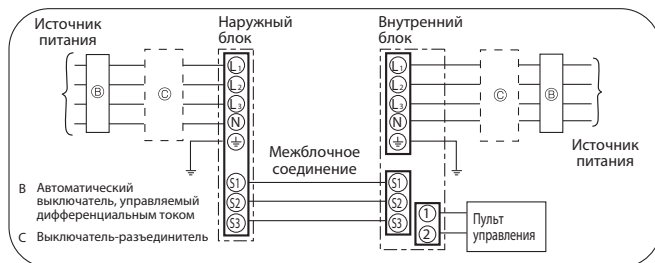 Источник
питания
Наружный
блок
Внутренний
блок
B
C
L1
L2
L3
N
L1
L2
L3
N
C
B
Источник
питания
Межблочное
соединение
S1
S2
S3
S1
S2
S3
1
2
Пульт
управления
B Автоматический
выключатель, управляемый
дифференциальным током
C Выключатель-разъединитель